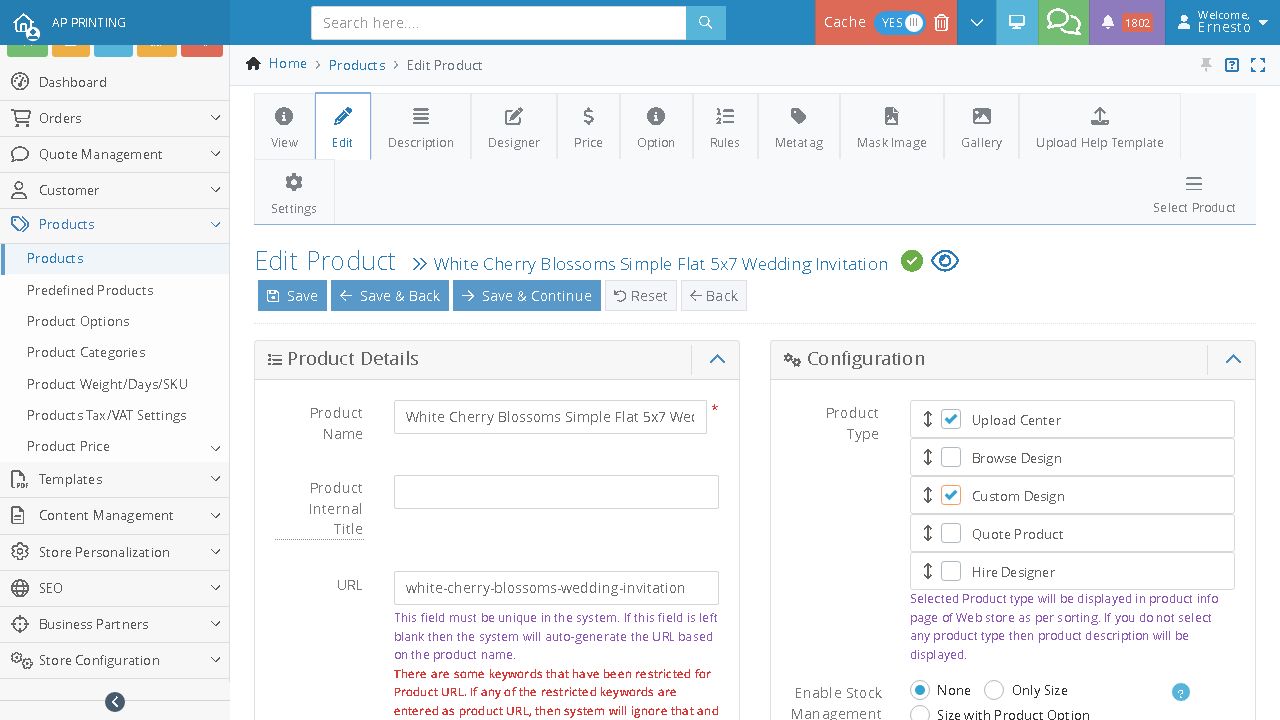 AP PRINTING
Search here....
Cache YES
1802
Welcome,
Ernesto
Home
Products
Edit Product
Dashboard
Orders
Quote Management
Customer
Products
Products
Predefined Products
Product Options
Product Categories
Product Weight/Days/SKU
Products Tax/VAT Settings
Product Price
Templates
Content Management
Store Personalization
SEO
Business Partners
Store Configuration
View
Edit
Description
Designer
Price
Option
Rules
Metatag
Mask Image
Gallery
Upload Help Template
Settings
Select Product
Edit Product » White Cherry Blossoms Simple Flat 5x7 Wedding Invitation
Save
Save & Back
Save & Continue
Reset
Back
Product Details
Product
Name
White Cherry Blossoms Simple Flat 5x7 Wed
*
Product
Internal
Title
URL
white-cherry-blossoms-wedding-invitation
This field must be unique in the system. If this field is left
blank then the system will auto-generate the URL based
on the product name.
There are some keywords that have been restricted for
Product URL. If any of the restricted keywords are
entered as product URL, then system will ignore that and
Configuration
Product
Type
Upload Center
Browse Design
Custom Design
Quote Product
Hire Designer
Selected Product type will be displayed in product info
page of Web store as per sorting. If you do not select
any product type then product description will be
displayed.
Enable Stock
Management
None
Only Size
Size with Product Option
?